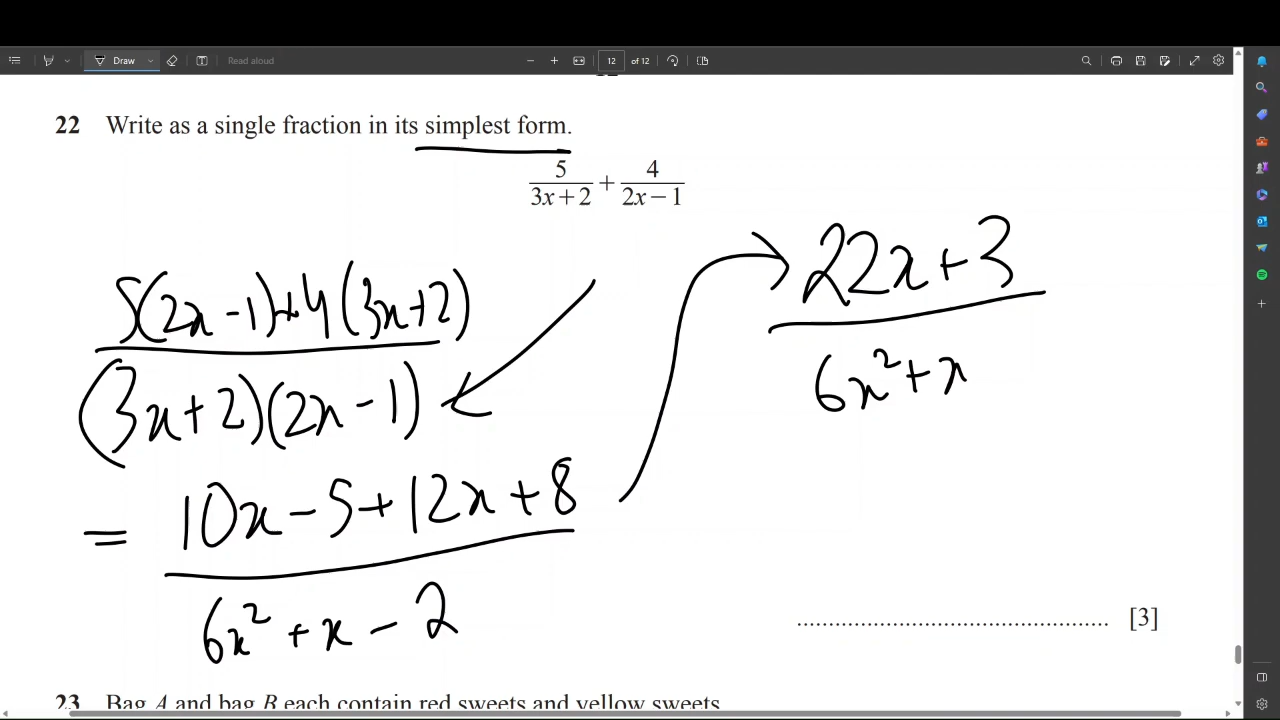 Draw Read aloud 12 of 12
22 Write as a single fraction in its simplest form.
5/(3x+2) + 4/(2x−1)
5(2x-1)+4(3x+2)
(3x+2)(2x-1)
= 10x-5+12x+8
6x²+x-2
22x+3
6x²+x
[3]
23 Bag A and bag B each contain red sweets and yellow sweets